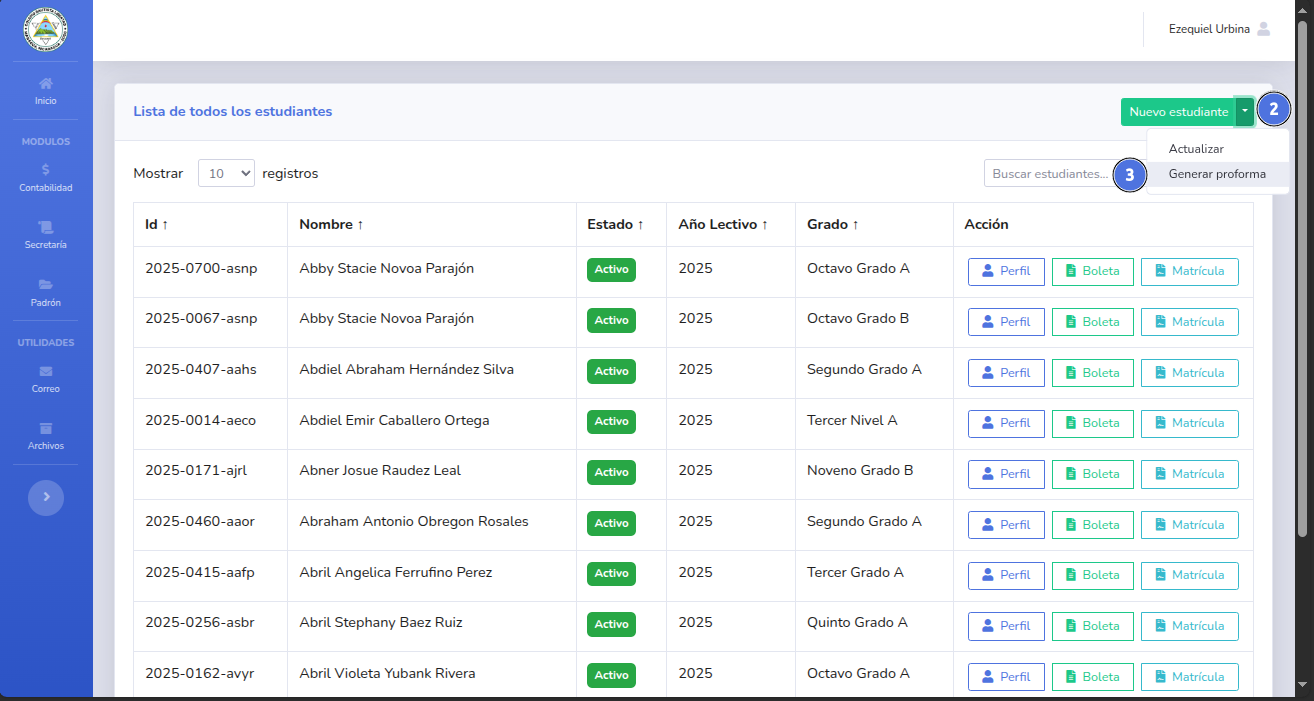 Ezequiel Urbina
Inicio
MODULOS
Contabilidad
Secretaría
Padrón
UTILIDADES
Correo
Archivos
Lista de todos los estudiantes
Nuevo estudiante
2
Actualizar
3 Generar proforma
Mostrar 10 registros
Buscar estudiantes...
Id ↑ Nombre ↑ Estado ↑ Año Lectivo ↑ Grado ↑ Acción
2025-0700-asnp Abby Stacie Novoa Parajón Activo 2025 Octavo Grado A Perfil Boleta Matrícula
2025-0067-asnp Abby Stacie Novoa Parajón Activo 2025 Octavo Grado B Perfil Boleta Matrícula
2025-0407-aahs Abdiel Abraham Hernández Silva Activo 2025 Segundo Grado A Perfil Boleta Matrícula
2025-0014-aeco Abdiel Emir Caballero Ortega Activo 2025 Tercer Nivel A Perfil Boleta Matrícula
2025-0171-ajrl Abner Josue Raudez Leal Activo 2025 Noveno Grado B Perfil Boleta Matrícula
2025-0460-aaor Abraham Antonio Obregon Rosales Activo 2025 Segundo Grado A Perfil Boleta Matrícula
2025-0415-aafp Abril Angelica Ferrufino Perez Activo 2025 Tercer Grado A Perfil Boleta Matrícula
2025-0256-asbr Abril Stephany Baez Ruiz Activo 2025 Quinto Grado A Perfil Boleta Matrícula
2025-0162-avyr Abril Violeta Yubank Rivera Activo 2025 Octavo Grado A Perfil Boleta Matrícula